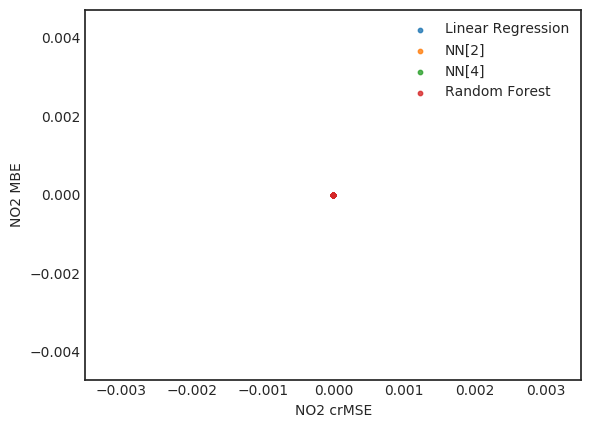 Linear Regression
NN[2]
NN[4]
Random Forest
0.004
0.002
0.000
−0.002
−0.004
NO2 MBE
−0.003
−0.002
−0.001
0.000
0.001
0.002
0.003
NO2 crMSE